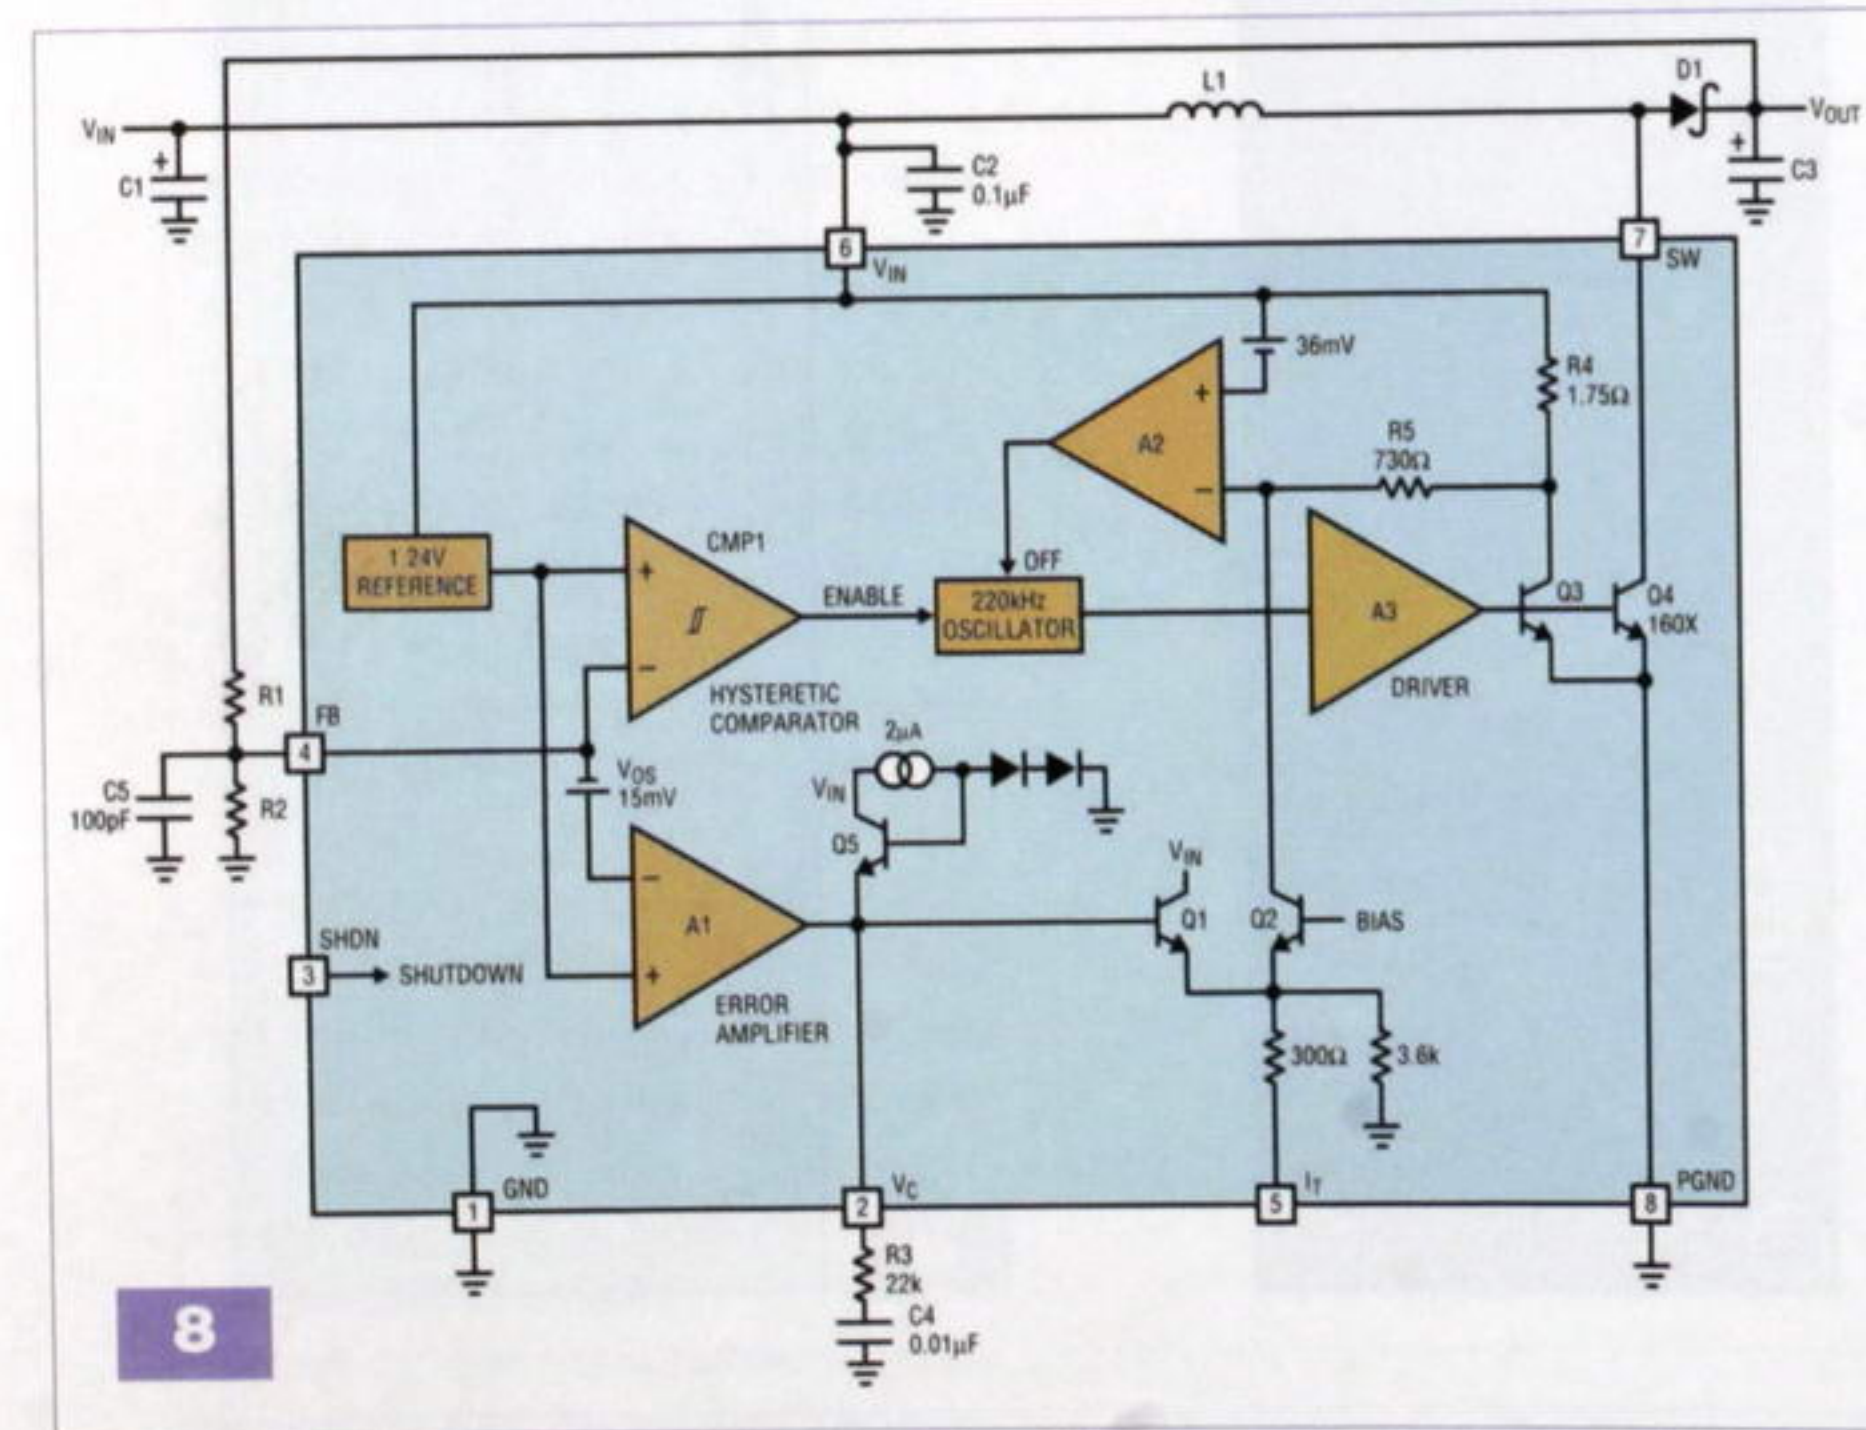 L1
D1
VIN
VOUT
C1
+
C2
0.1µF
+
C3
6
VIN
7
SW
36mV
R4
1.75Ω
+
A2
−
R5
730Ω
1 24V
REFERENCE
CMP1
+
−
HYSTERETIC
COMPARATOR
ENABLE
OFF
220kHz
OSCILLATOR
A3
DRIVER
Q3
Q4
160X
R1
FB
4
C5
100pF
R2
VOS
15mV
2µA
VIN
Q5
−
A1
+
ERROR
AMPLIFIER
VIN
Q1
Q2
BIAS
SHDN
3
SHUTDOWN
300Ω
3.6k
1
GND
2
VC
5
IT
8
PGND
R3
22k
C4
0.01µF
8